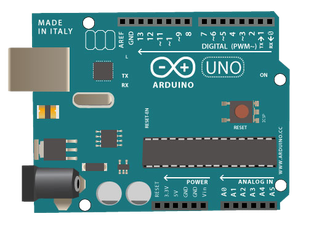 MADE
IN ITALY
AREF
GND
13
12
~11
~10
~9
8
7
~6
~5
4
~3
2
TX▸1
RX◂0
DIGITAL (PWM~)
L
TX
RX
ARDUINO
UNO
ON
RESET-EN
RESET
ICSP
WWW.ARDUINO.CC
POWER
ANALOG IN
RESET
3.3V
5V
GND
GND
Vin
A0
A1
A2
A3
A4
A5